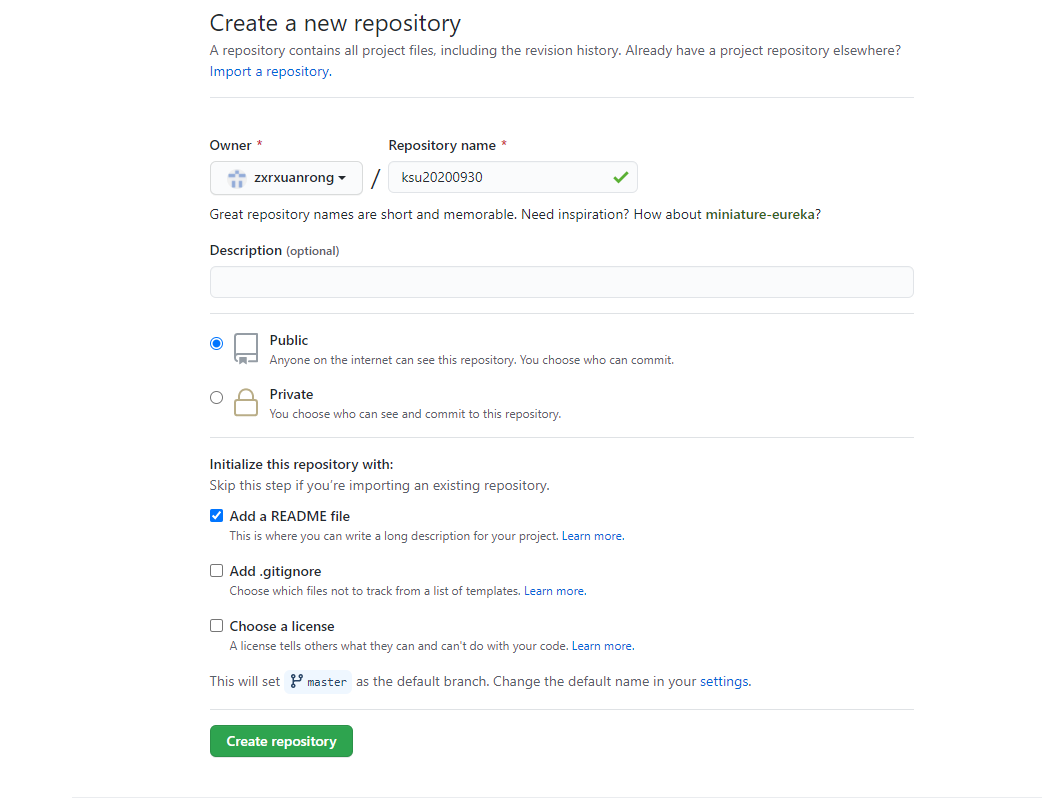 Create a new repository
A repository contains all project files, including the revision history. Already have a project repository elsewhere?
Import a repository.
Owner *
Repository name *
zxrxuanrong
/
ksu20200930
Great repository names are short and memorable. Need inspiration? How about miniature-eureka?
Description (optional)
Public
Anyone on the internet can see this repository. You choose who can commit.
Private
You choose who can see and commit to this repository.
Initialize this repository with:
Skip this step if you're importing an existing repository.
Add a README file
This is where you can write a long description for your project. Learn more.
Add .gitignore
Choose which files not to track from a list of templates. Learn more.
Choose a license
A license tells others what they can and can't do with your code. Learn more.
This will set master as the default branch. Change the default name in your settings.
Create repository